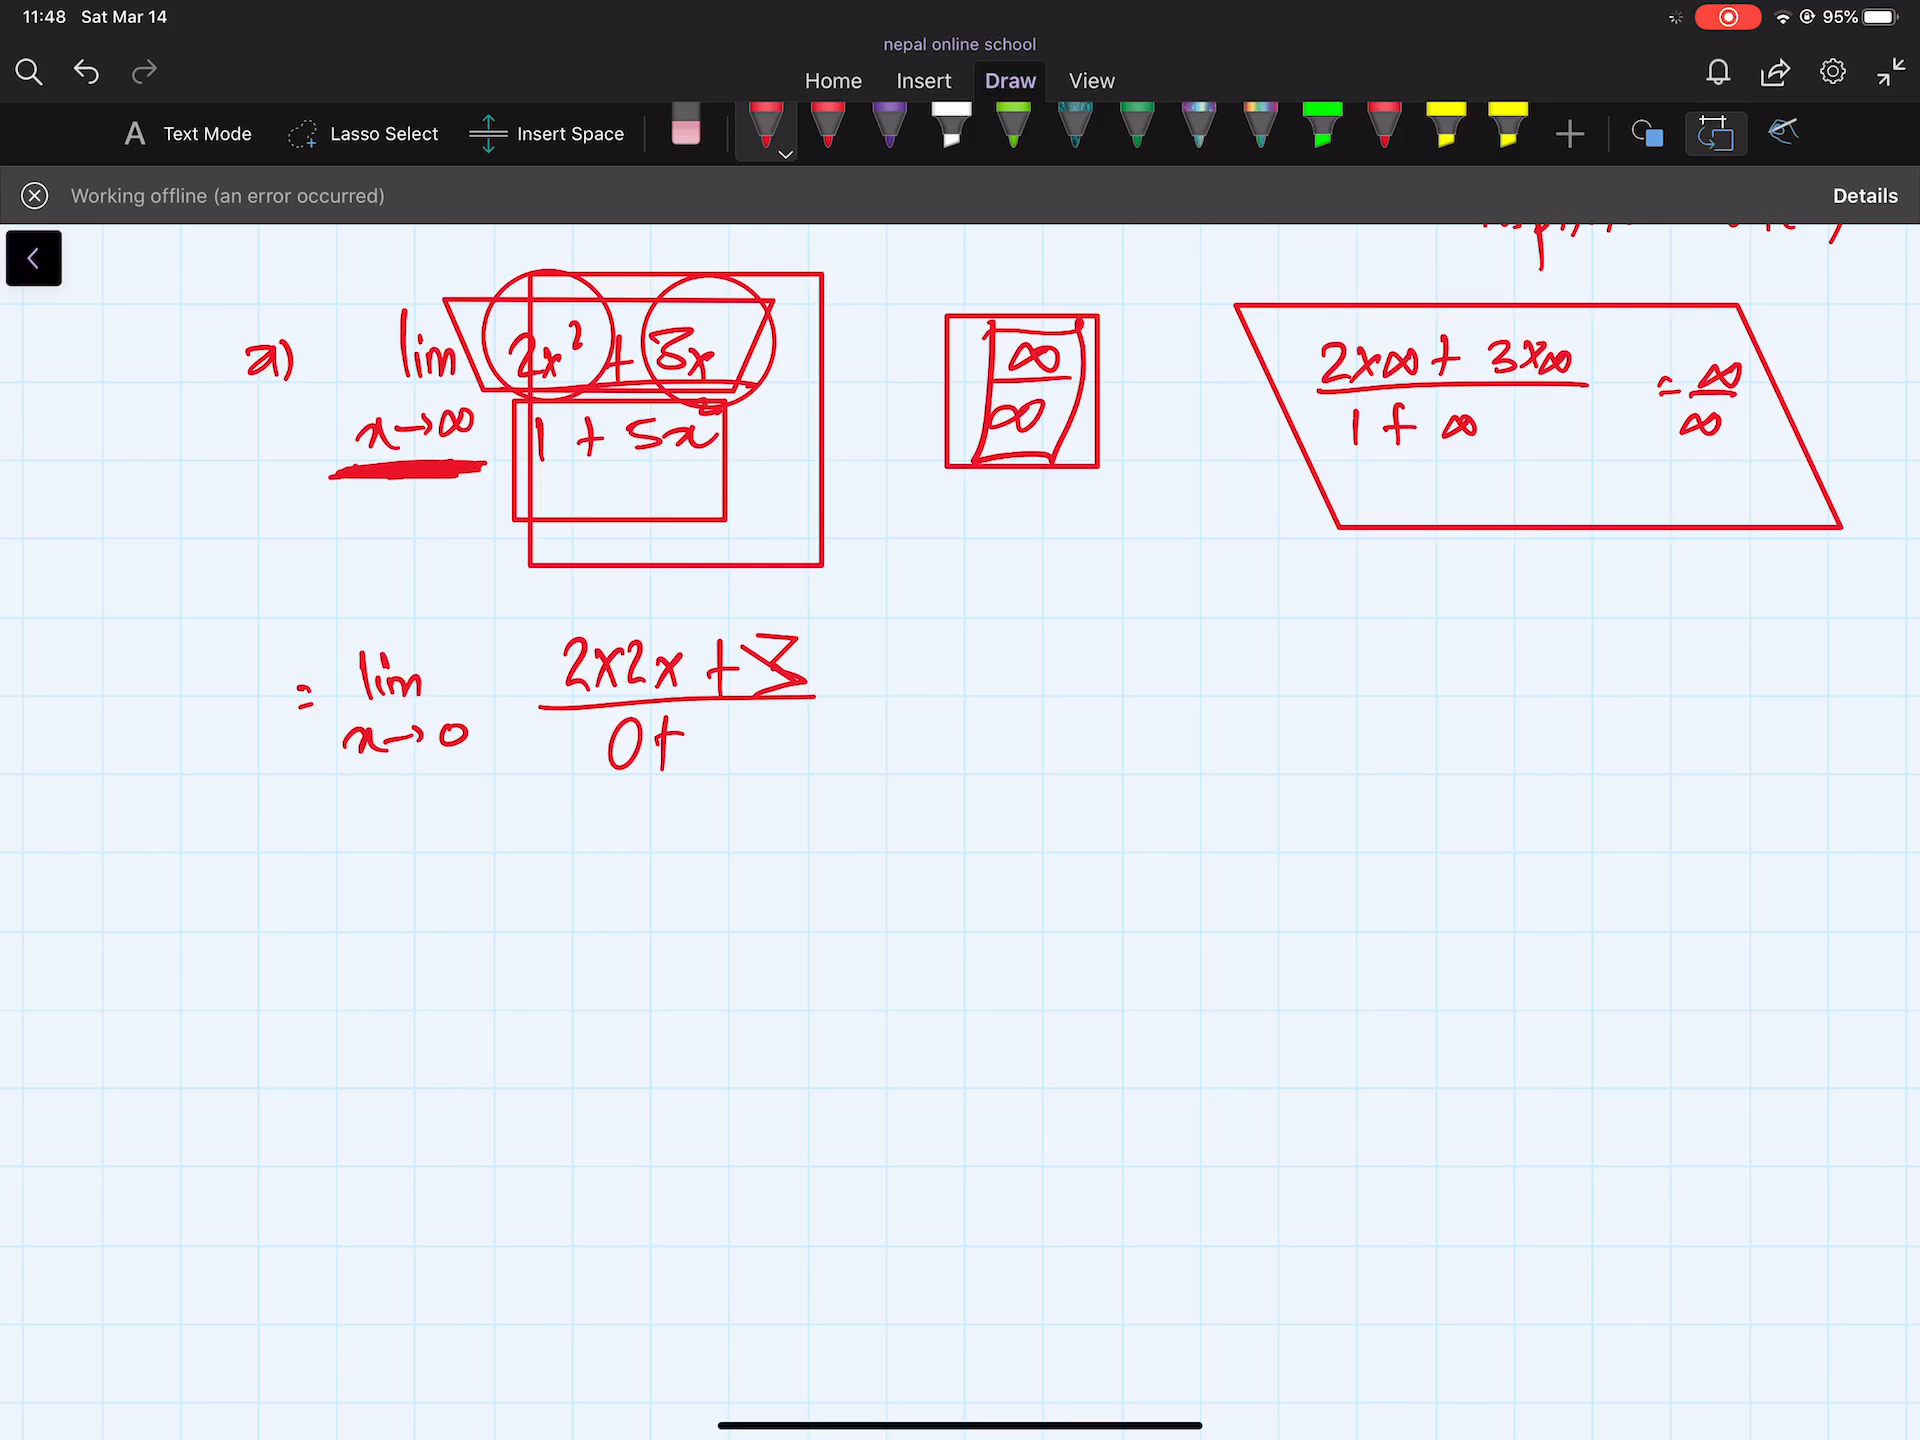 11:48 Sat Mar 14
95%
nepal online school
Home Insert Draw View
Text Mode Lasso Select Insert Space
Working offline (an error occurred) Details
a) lim x→∞ 2x² + 3x / 1 + 5x²
∞ / ∞
2x∞ + 3x∞ / 1 + ∞ = ∞ / ∞
= lim x→0 2x2x + 3 / 0+